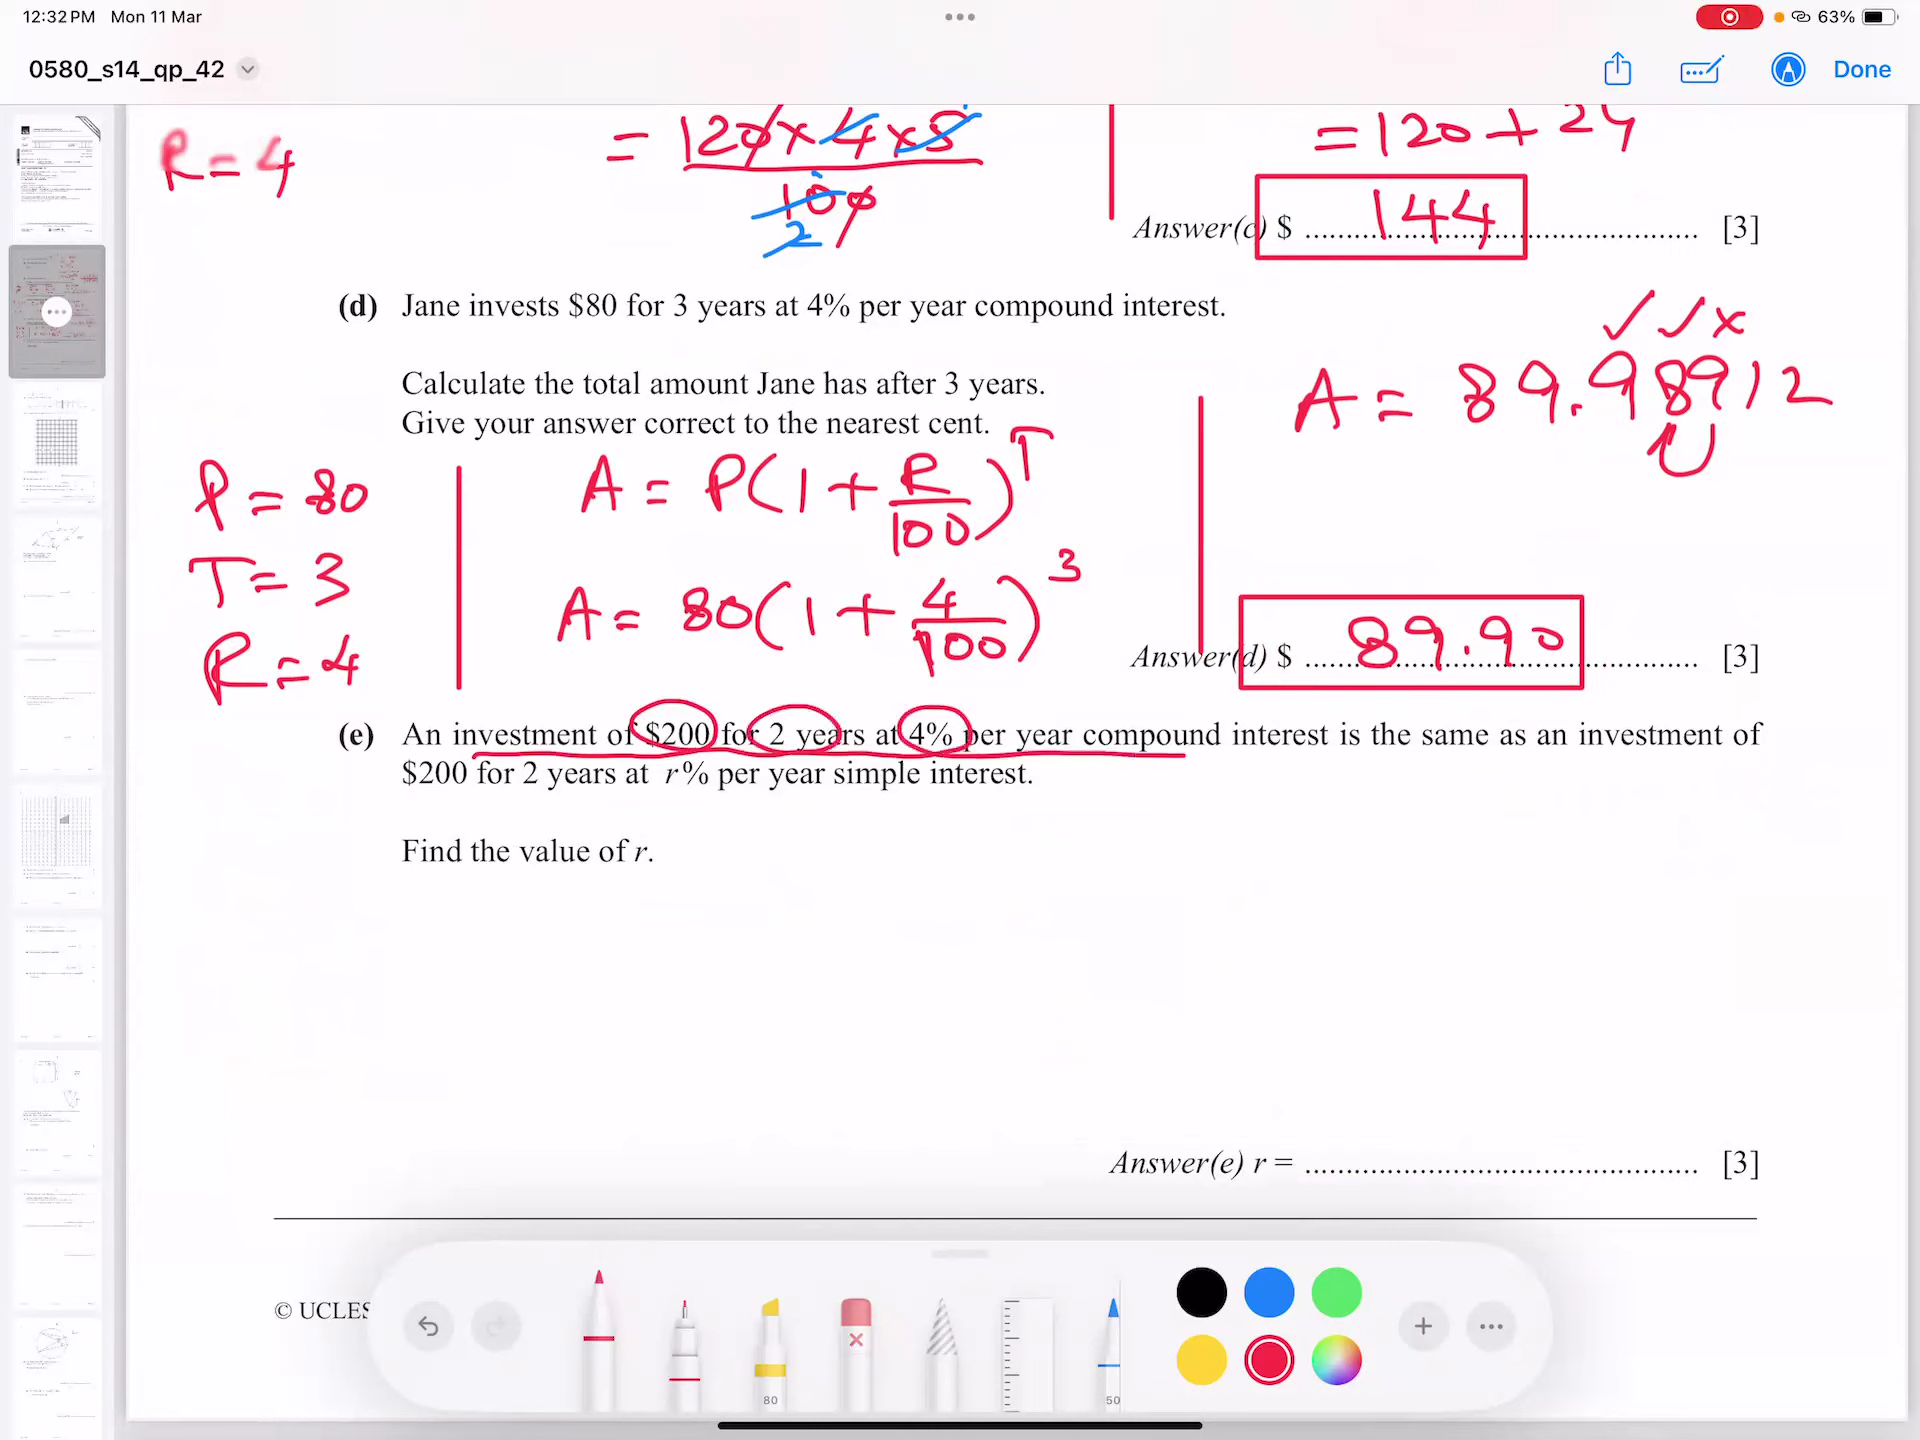 12:32 PM Mon 11 Mar
63%
0580_s14_qp_42
Done
R = 4
= 120 x 4 x 5
100
2
= 120 + 24
144
Answer(c) $ ................................................ [3]
(d) Jane invests $80 for 3 years at 4% per year compound interest.
Calculate the total amount Jane has after 3 years.
Give your answer correct to the nearest cent.
A = 89.98912
P = 80
T = 3
R = 4
A = P(1 + R/100)^T
A = 80(1 + 4/100)^3
89.90
Answer(d) $ ................................................ [3]
(e) An investment of $200 for 2 years at 4% per year compound interest is the same as an investment of
$200 for 2 years at r% per year simple interest.
Find the value of r.
Answer(e) r = ................................................ [3]
© UCLES
80
50